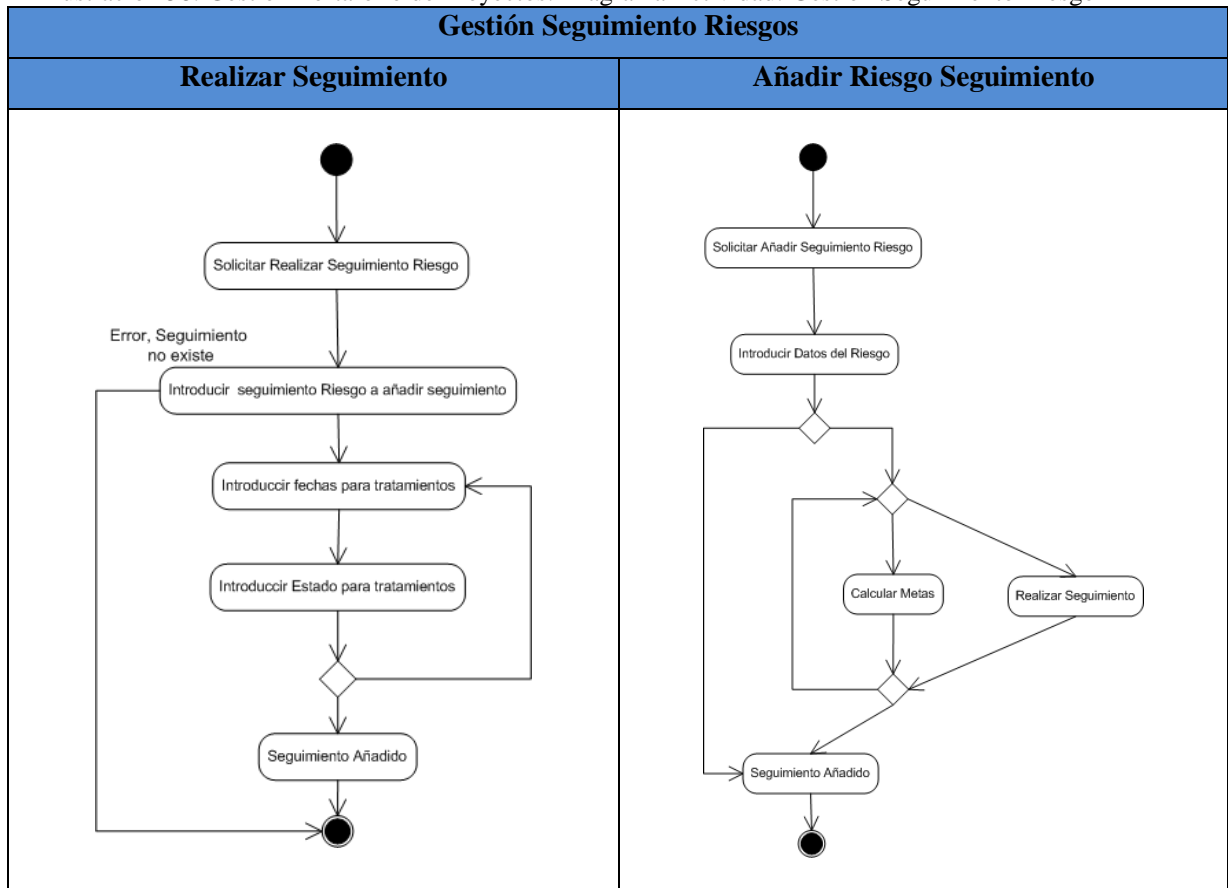 Gestión Seguimiento Riesgos
Realizar Seguimiento
Añadir Riesgo Seguimiento
Solicitar Realizar Seguimiento Riesgo
Error, Seguimiento
no existe
Introducir seguimiento Riesgo a añadir seguimiento
Introduccir fechas para tratamientos
Introduccir Estado para tratamientos
Seguimiento Añadido
Solicitar Añadir Seguimiento Riesgo
Introducir Datos del Riesgo
Calcular Metas
Realizar Seguimiento
Seguimiento Añadido